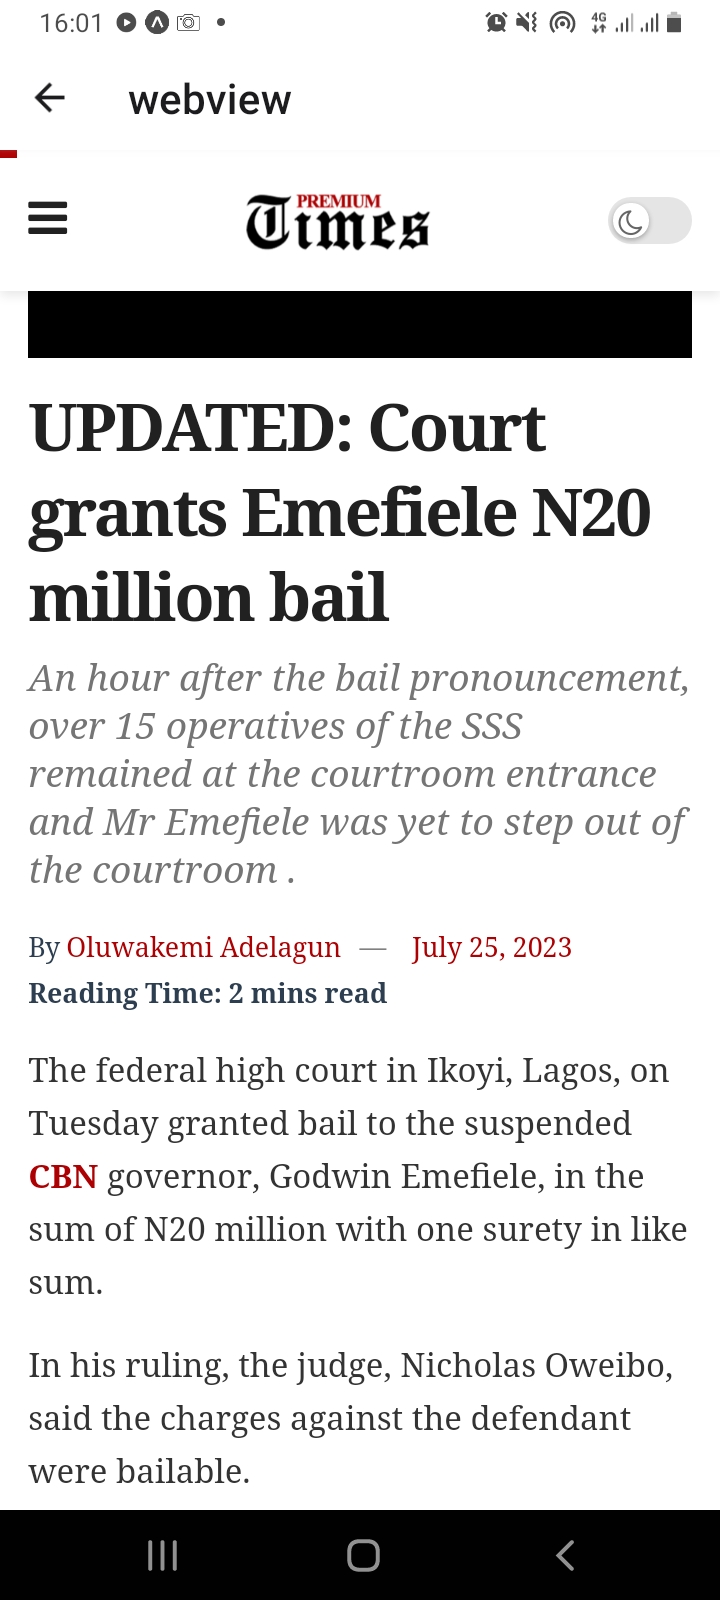 16:01
4G
webview
PREMIUM
Times
UPDATED: Court
grants Emefiele N20
million bail
An hour after the bail pronouncement,
over 15 operatives of the SSS
remained at the courtroom entrance
and Mr Emefiele was yet to step out of
the courtroom .
By Oluwakemi Adelagun — July 25, 2023
Reading Time: 2 mins read
The federal high court in Ikoyi, Lagos, on
Tuesday granted bail to the suspended
CBN governor, Godwin Emefiele, in the
sum of N20 million with one surety in like
sum.
In his ruling, the judge, Nicholas Oweibo,
said the charges against the defendant
were bailable.